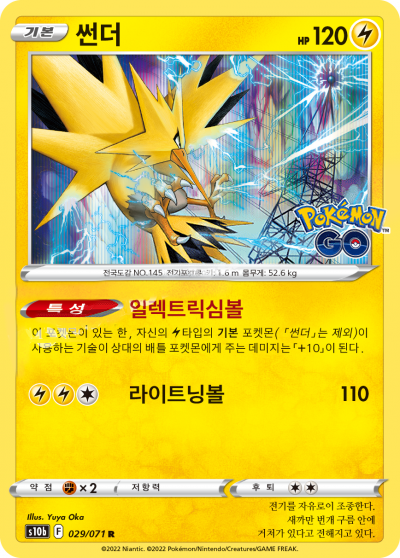 기본 썬더 HP 120
Pokémon GO
전국도감 NO.145 전기포켓몬 키: 1.6 m 몸무게: 52.6 kg
특성 일렉트릭심볼
이 포켓몬이 있는 한, 자신의 타입의 기본 포켓몬(「썬더」는 제외)이
사용하는 기술이 상대의 배틀 포켓몬에게 주는 데미지는 「+10」이 된다.
라이트닝볼 110
약점 ×2 저항력 후퇴
Illus. Yuya Oka
s10b F 029/071 R
전기를 자유로이 조종한다.
새까만 번개 구름 안에
거처가 있다고 전해지고 있다.
©2022 Niantic. ©2022 Pokémon/Nintendo/Creatures/GAME FREAK.